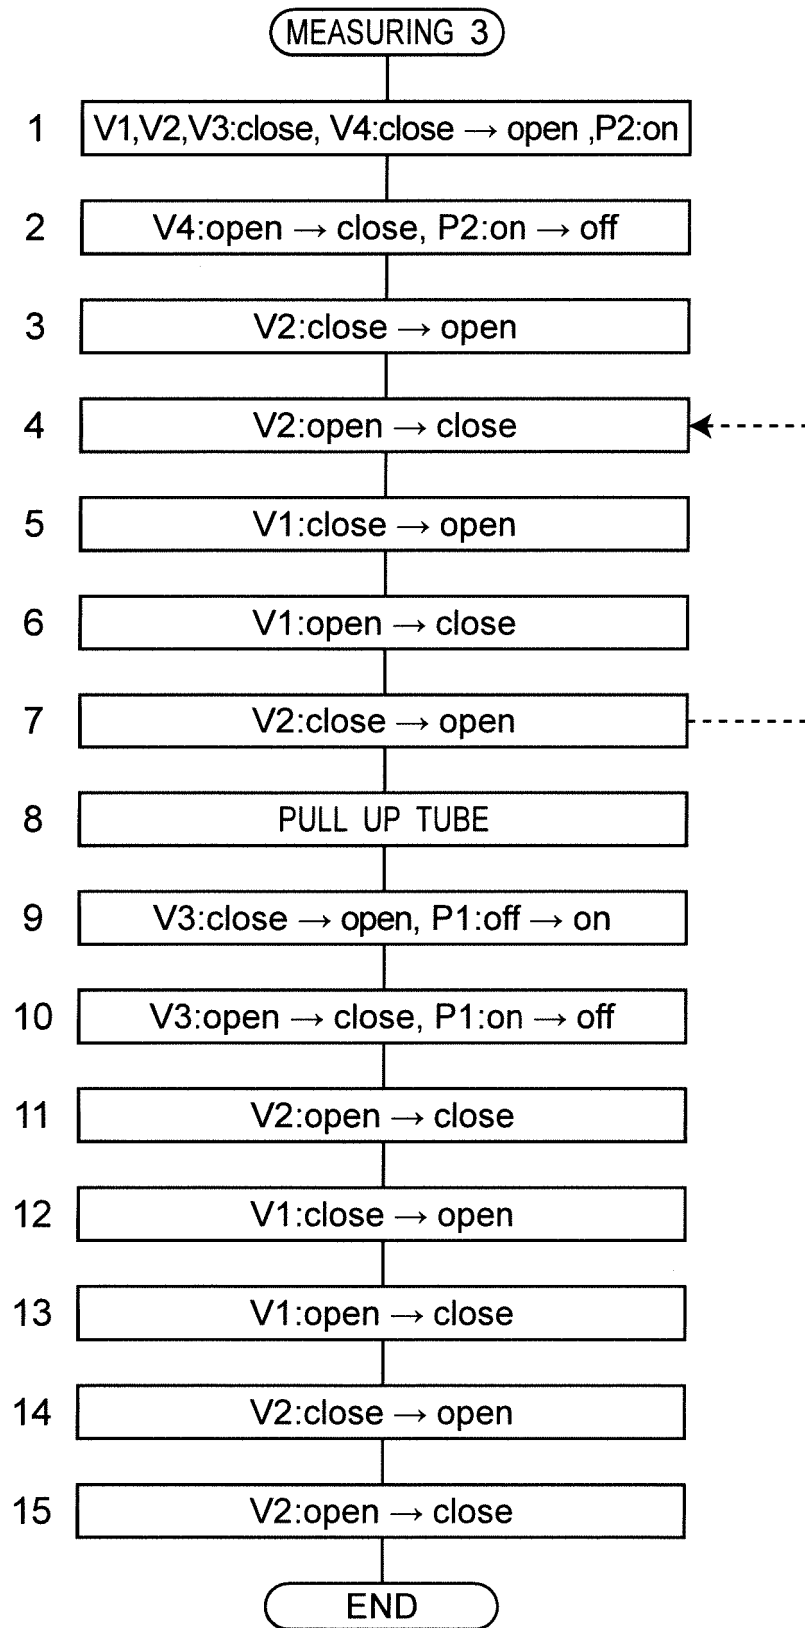 MEASURING 3
1 V1,V2,V3:close, V4:close → open ,P2:on
2 V4:open → close, P2:on → off
3 V2:close → open
4 V2:open → close
5 V1:close → open
6 V1:open → close
7 V2:close → open
8 PULL UP TUBE
9 V3:close → open, P1:off → on
10 V3:open → close, P1:on → off
11 V2:open → close
12 V1:close → open
13 V1:open → close
14 V2:close → open
15 V2:open → close
END